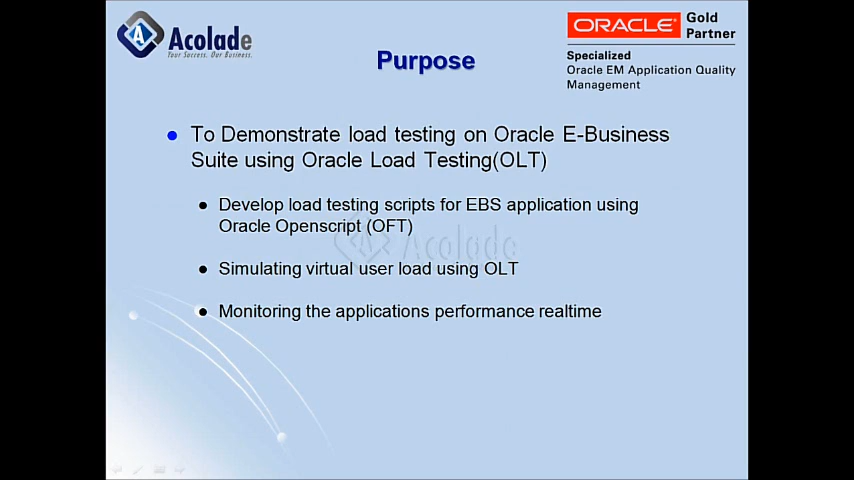 Acolade
Your Success. Our Business.
ORACLE
Gold
Partner
Specialized
Oracle EM Application Quality
Management
Purpose
To Demonstrate load testing on Oracle E-Business
Suite using Oracle Load Testing(OLT)
Develop load testing scripts for EBS application using
Oracle Openscript (OFT)
Acolade
Simulating virtual user load using OLT
Monitoring the applications performance realtime